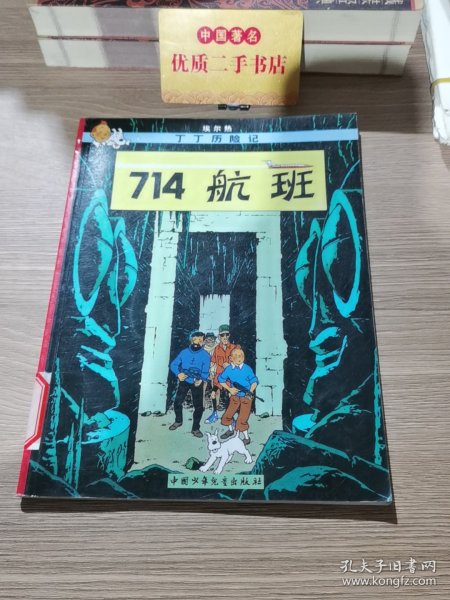 中国著名
优质二手书店
埃尔热
丁丁历险记
714 航班
中国少年儿童出版社
孔夫子旧书网
www.kongfz.com